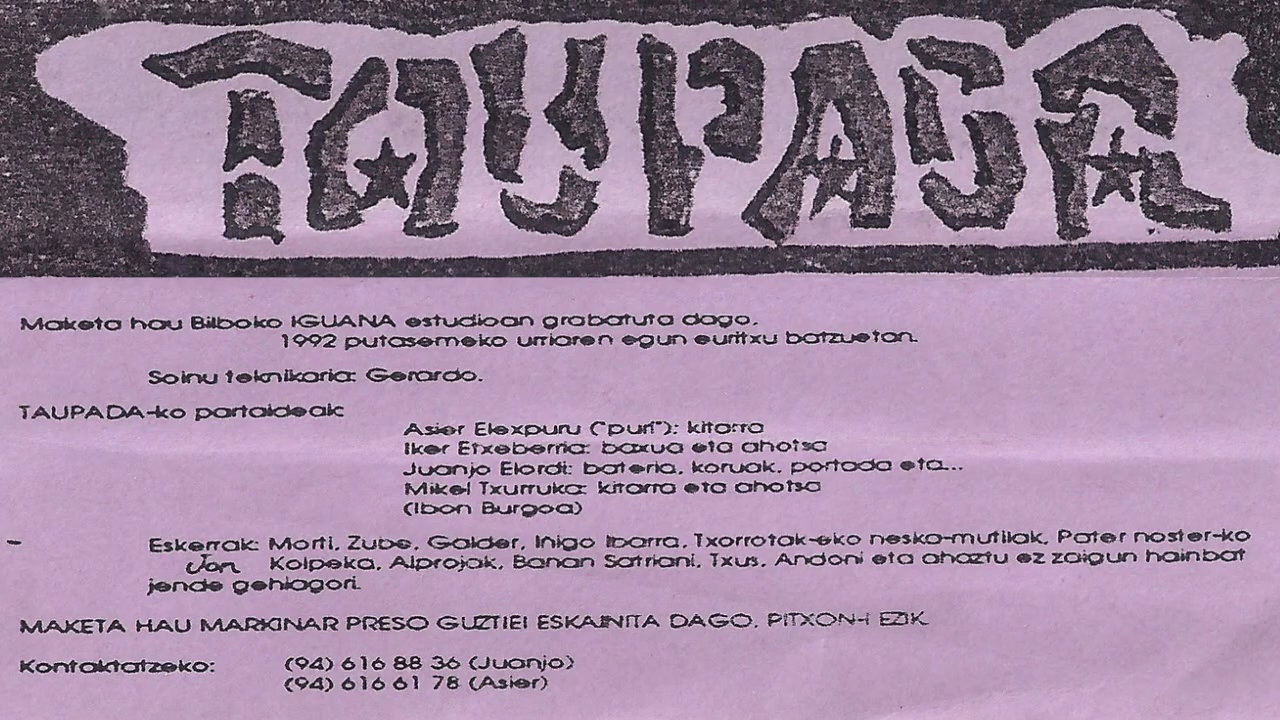 TAUPADA
Maketa hau Bilboko IGUANA estudioan grabatuta dago,
1992 putasemeko urriaren egun euritxu batzuetan.
Soinu teknikaria: Gerardo.
TAUPADA-ko partaideak
Asier Elexpuru ("puri"): kitarra
Iker Etxeberria: baxua eta ahotsa
Juanjo Elordi: bateria, koruak, portada eta...
Mikel Txurruka: kitarra eta ahotsa
(Ibon Burgoa)
Eskerrak: Morti, Zube, Galder, Iñigo Ibarra, Txorrotak-eko neska-mutilak, Pater noster-ko
Jon Kolpeka, Alprojak, Banan Satriani, Txus, Andoni eta ahaztu ez zaigun hainbat
jende gehiagori.
MAKETA HAU MARKINAR PRESO GUZTIEI ESKAINITA DAGO, PITXON-i EZIK.
Kontaktatzeko: (94) 616 88 36 (Juanjo)
(94) 616 61 78 (Asier)